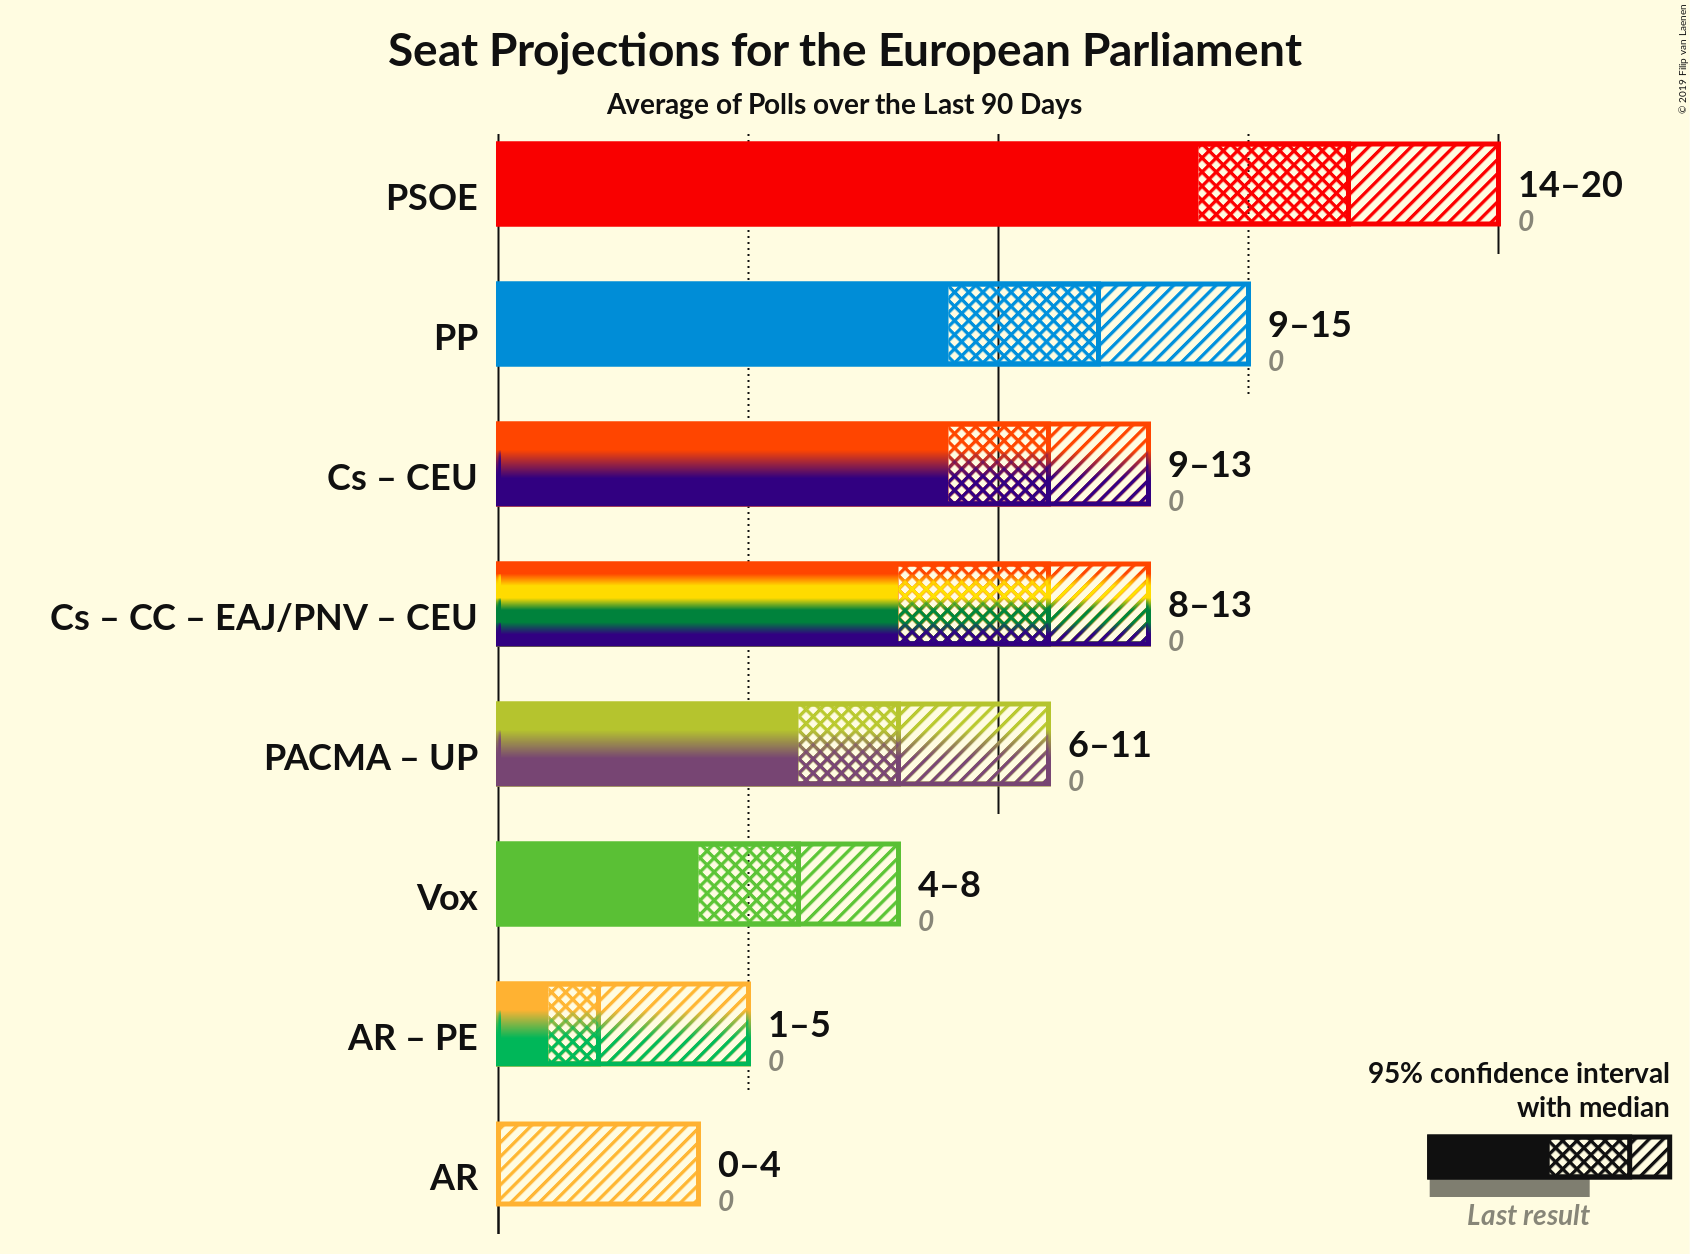 Seat Projections for the European Parliament
Average of Polls over the Last 90 Days
© 2019 Filip van Laenen
PSOE
14–20
0
PP
9–15
0
Cs – CEU
9–13
0
Cs – CC – EAJ/PNV – CEU
8–13
0
PACMA – UP
6–11
0
Vox
4–8
0
AR – PE
1–5
0
AR
0–4
0
95% confidence interval
with median
Last result